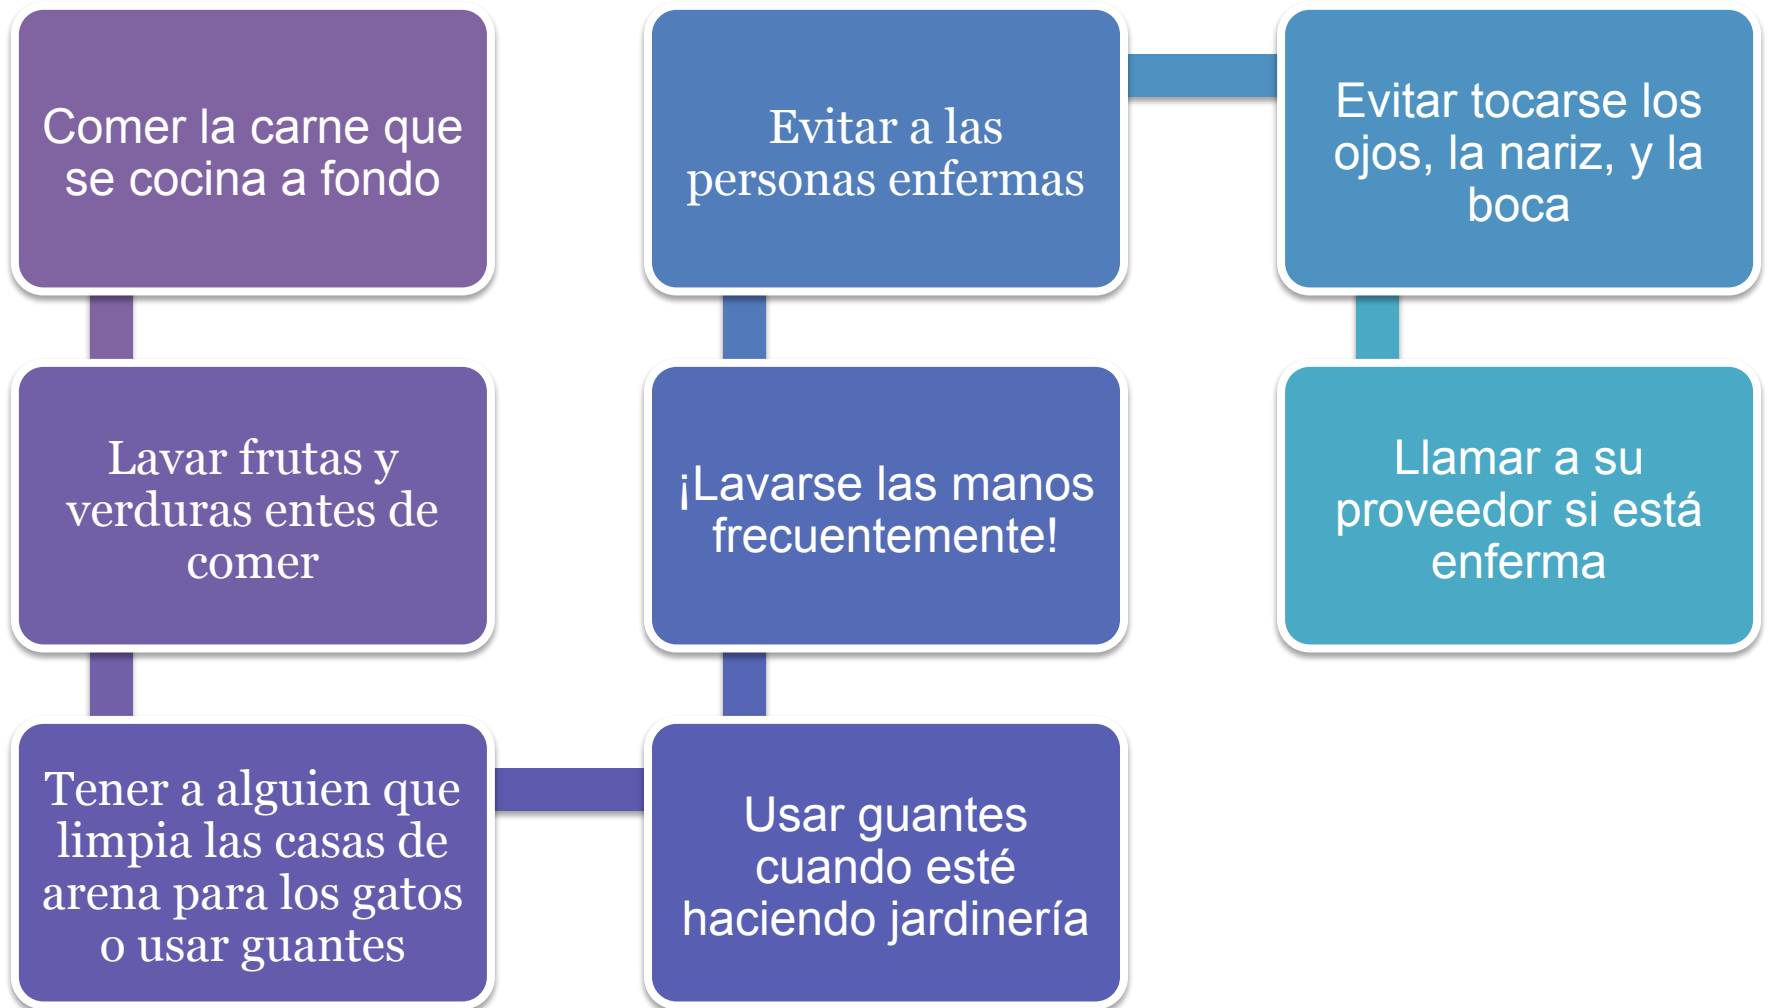 Comer la carne que
se cocina a fondo
Lavar frutas y
verduras entes de
comer
Tener a alguien que
limpia las casas de
arena para los gatos
o usar guantes
Usar guantes
cuando esté
haciendo jardinería
¡Lavarse las manos
frecuentemente!
Evitar a las
personas enfermas
Evitar tocarse los
ojos, la nariz, y la
boca
Llamar a su
proveedor si está
enferma